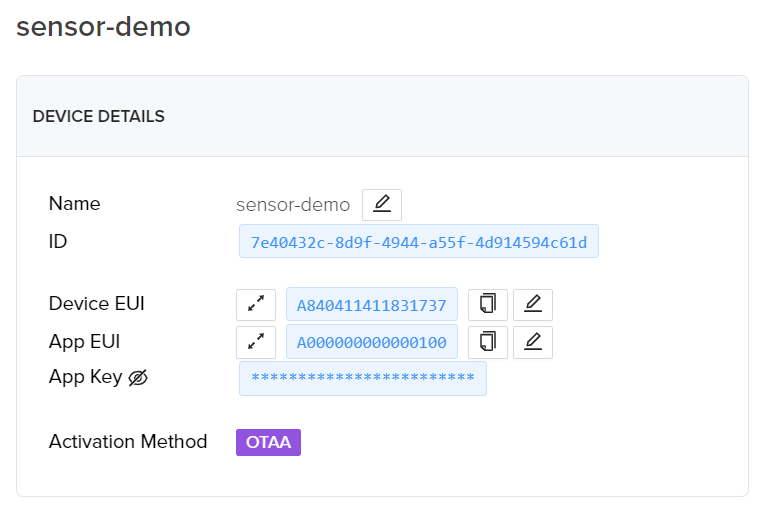 sensor-demo
DEVICE DETAILS
Name sensor-demo
ID 7e40432c-8d9f-4944-a55f-4d914594c61d
Device EUI A840411411831737
App EUI A000000000000100
App Key ************************
Activation Method OTAA